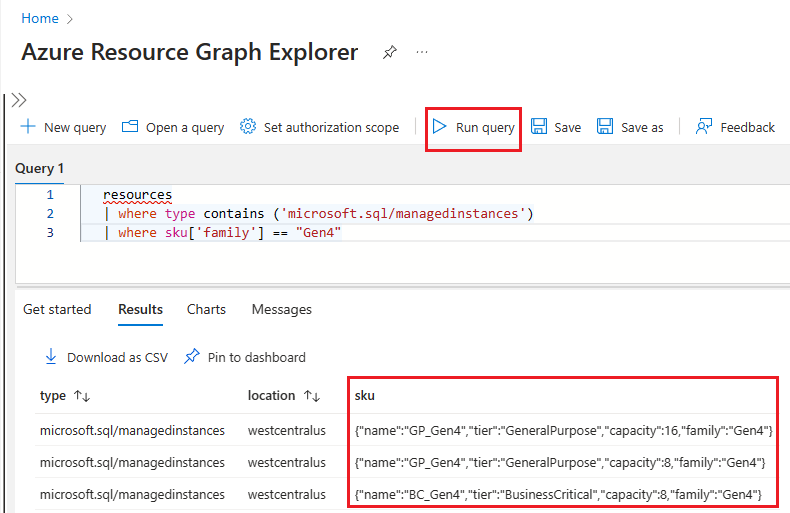 Home >
Azure Resource Graph Explorer ...
New query Open a query Set authorization scope Run query Save Save as Feedback
Query 1
1 resources
2 | where type contains ('microsoft.sql/managedinstances')
3 | where sku['family'] == "Gen4"
Get started Results Charts Messages
Download as CSV Pin to dashboard
type ↑↓ location ↑↓ sku
microsoft.sql/managedinstances westcentralus {"name":"GP_Gen4","tier":"GeneralPurpose","capacity":16,"family":"Gen4"}
microsoft.sql/managedinstances westcentralus {"name":"GP_Gen4","tier":"GeneralPurpose","capacity":8,"family":"Gen4"}
microsoft.sql/managedinstances westcentralus {"name":"BC_Gen4","tier":"BusinessCritical","capacity":8,"family":"Gen4"}